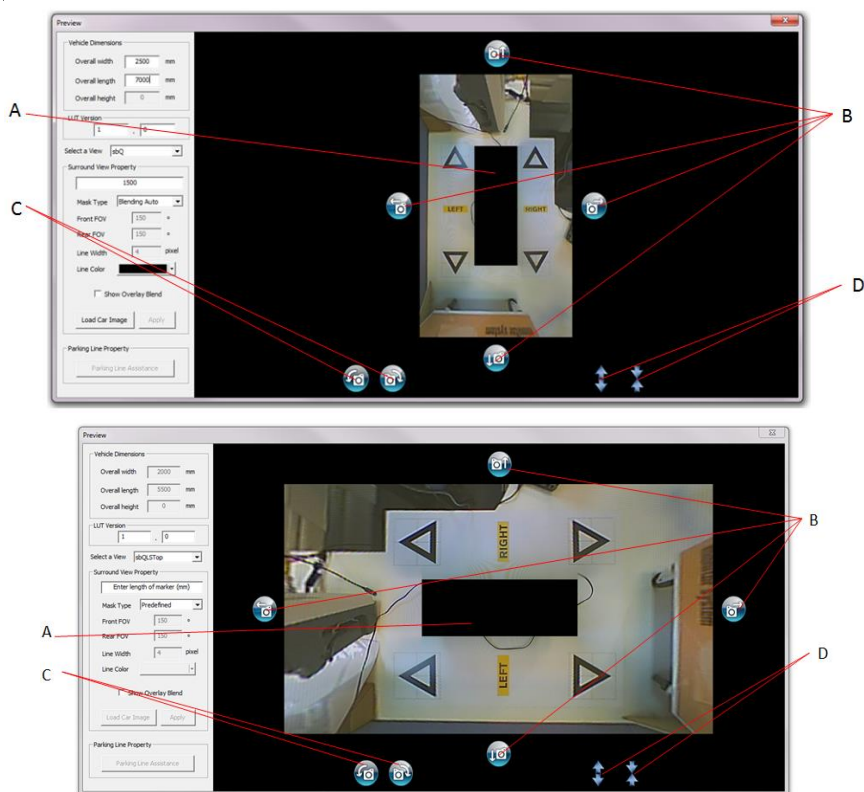 Preview
Vehicle Dimensions
Overall width 2500 mm
Overall length 7000 mm
Overall height 0 mm
LUT Version
1 . 0
Select a View sbQ
Surround View Property
1500
Mask Type Blending Auto
Front FOV 150 °
Rear FOV 150 °
Line Width 4 pixel
Line Color
Show Overlay Blend
Load Car Image Apply
Parking Line Property
Parking Line Assistance
LEFT
RIGHT
A
B
C
D
Preview
Vehicle Dimensions
Overall width 2000 mm
Overall length 5500 mm
Overall height 0 mm
LUT Version
1 . 0
Select a View sbQLSTop
Surround View Property
Enter length of marker (mm)
Mask Type Predefined
Front FOV 150 °
Rear FOV 150 °
Line Width 4 pixel
Line Color
Show Overlay Blend
Load Car Image Apply
Parking Line Property
Parking Line Assistance
RIGHT
LEFT
A
B
C
D